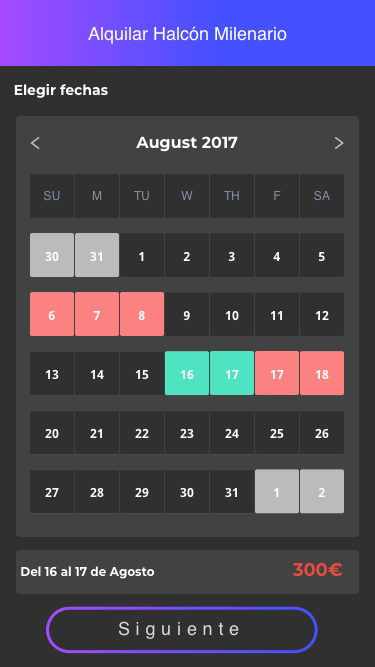 Alquilar Halcón Milenario
Elegir fechas
< August 2017 >
SU M TU W TH F SA
30 31 1 2 3 4 5
6 7 8 9 10 11 12
13 14 15 16 17 17 18
20 21 22 23 24 25 26
27 28 29 30 31 1 2
Del 16 al 17 de Agosto 300€
Siguiente